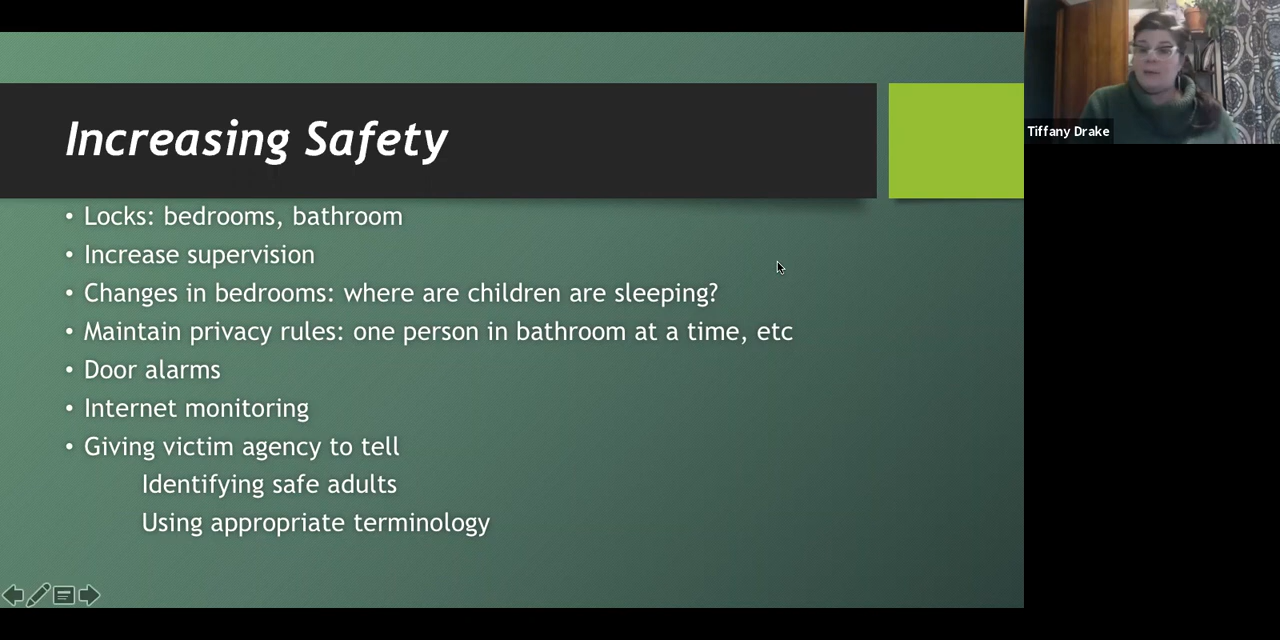 Increasing Safety
• Locks: bedrooms, bathroom
• Increase supervision
• Changes in bedrooms: where are children are sleeping?
• Maintain privacy rules: one person in bathroom at a time, etc
• Door alarms
• Internet monitoring
• Giving victim agency to tell
Identifying safe adults
Using appropriate terminology
Tiffany Drake